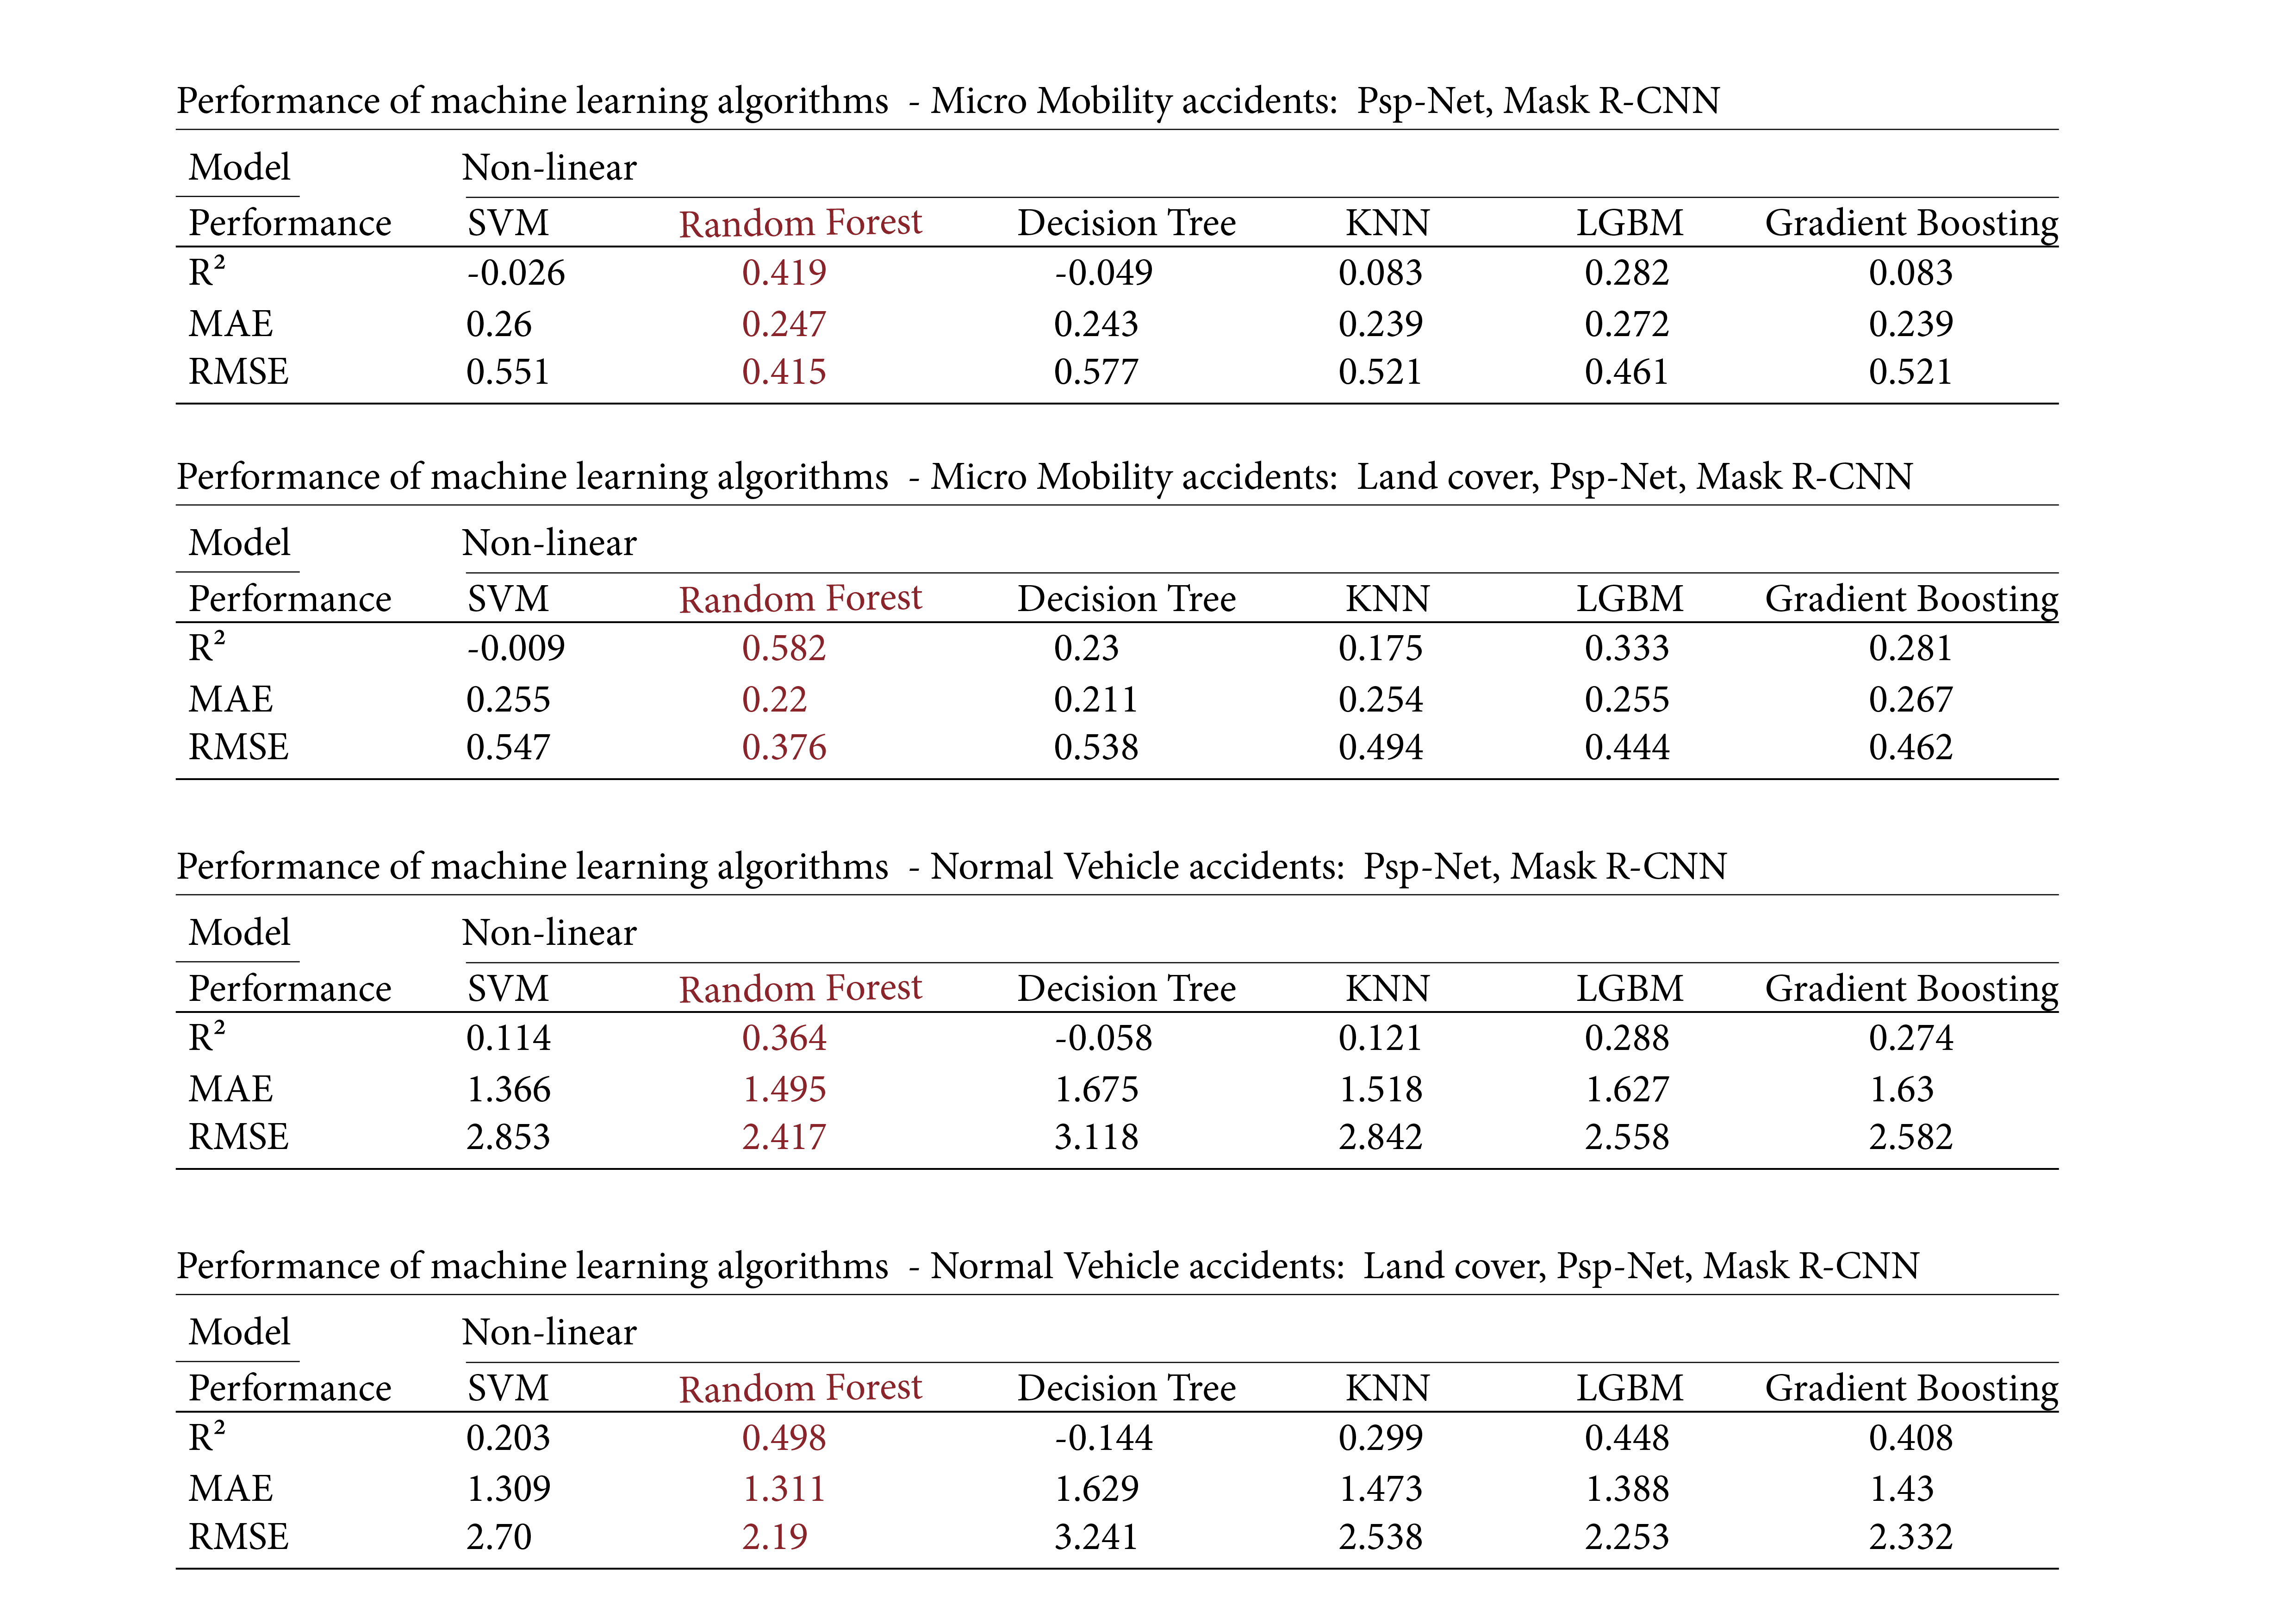 Performance of machine learning algorithms - Micro Mobility accidents: Psp-Net, Mask R-CNN
Model Non-linear
Performance SVM Random Forest Decision Tree KNN LGBM Gradient Boosting
R² -0.026 0.419 -0.049 0.083 0.282 0.083
MAE 0.26 0.247 0.243 0.239 0.272 0.239
RMSE 0.551 0.415 0.577 0.521 0.461 0.521
Performance of machine learning algorithms - Micro Mobility accidents: Land cover, Psp-Net, Mask R-CNN
Model Non-linear
Performance SVM Random Forest Decision Tree KNN LGBM Gradient Boosting
R² -0.009 0.582 0.23 0.175 0.333 0.281
MAE 0.255 0.22 0.211 0.254 0.255 0.267
RMSE 0.547 0.376 0.538 0.494 0.444 0.462
Performance of machine learning algorithms - Normal Vehicle accidents: Psp-Net, Mask R-CNN
Model Non-linear
Performance SVM Random Forest Decision Tree KNN LGBM Gradient Boosting
R² 0.114 0.364 -0.058 0.121 0.288 0.274
MAE 1.366 1.495 1.675 1.518 1.627 1.63
RMSE 2.853 2.417 3.118 2.842 2.558 2.582
Performance of machine learning algorithms - Normal Vehicle accidents: Land cover, Psp-Net, Mask R-CNN
Model Non-linear
Performance SVM Random Forest Decision Tree KNN LGBM Gradient Boosting
R² 0.203 0.498 -0.144 0.299 0.448 0.408
MAE 1.309 1.311 1.629 1.473 1.388 1.43
RMSE 2.70 2.19 3.241 2.538 2.253 2.332